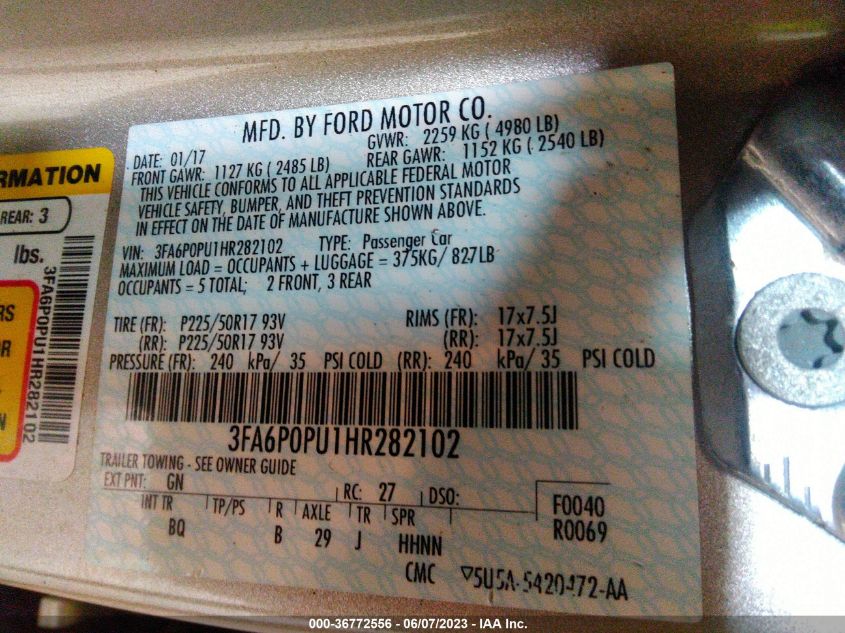 MFD. BY FORD MOTOR CO.
DATE: 01/17 GVWR: 2259 KG ( 4980 LB)
FRONT GAWR: 1127 KG ( 2485 LB) REAR GAWR: 1152 KG ( 2540 LB)
THIS VEHICLE CONFORMS TO ALL APPLICABLE FEDERAL MOTOR
VEHICLE SAFETY, BUMPER, AND THEFT PREVENTION STANDARDS
IN EFFECT ON THE DATE OF MANUFACTURE SHOWN ABOVE.
VIN: 3FA6P0PU1HR282102 TYPE: Passenger Car
MAXIMUM LOAD = OCCUPANTS + LUGGAGE = 375KG/ 827LB
OCCUPANTS = 5 TOTAL; 2 FRONT, 3 REAR
TIRE (FR): P225/50R17 93V RIMS (FR): 17x7.5J
(RR): P225/50R17 93V (RR): 17x7.5J
PRESSURE (FR): 240 kPa/ 35 PSI COLD (RR): 240 kPa/ 35 PSI COLD
3FA6P0PU1HR282102
TRAILER TOWING - SEE OWNER GUIDE
EXT PNT: GN RC: 27 DSO: F0040
INT TR TP/PS R AXLE TR SPR R0069
BQ B 29 J HHNN
CMC 5U5A-5420472-AA
RMATION
REAR: 3
lbs.
3FA6P0PU1HR282102
RS
OR
N
000-36772556 - 06/07/2023 - IAA Inc.